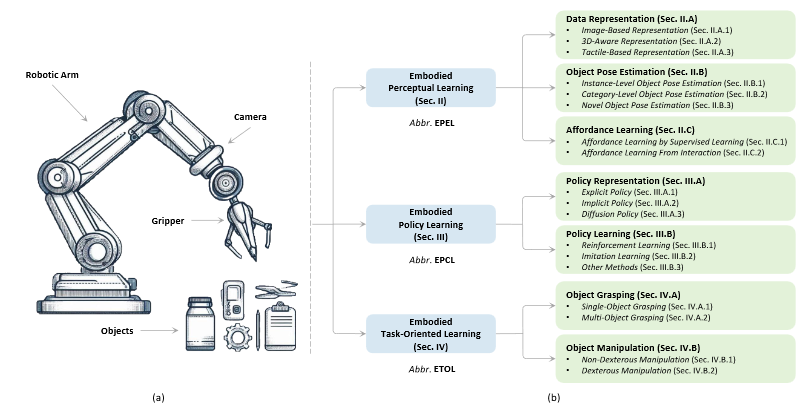 Robotic Arm
Camera
Gripper
Objects
(a)
Embodied
Perceptual Learning
(Sec. II)
Abbr. EPEL
Data Representation (Sec. II.A)
• Image-Based Representation (Sec. II.A.1)
• 3D-Aware Representation (Sec. II.A.2)
• Tactile-Based Representation (Sec. II.A.3)
Object Pose Estimation (Sec. II.B)
• Instance-Level Object Pose Estimation (Sec. II.B.1)
• Category-Level Object Pose Estimation (Sec. II.B.2)
• Novel Object Pose Estimation (Sec. II.B.3)
Affordance Learning (Sec. II.C)
• Affordance Learning by Supervised Learning (Sec. II.C.1)
• Affordance Learning From Interaction (Sec. II.C.2)
Embodied
Policy Learning
(Sec. III)
Abbr. EPCL
Policy Representation (Sec. III.A)
• Explicit Policy (Sec. III.A.1)
• Implicit Policy (Sec. III.A.2)
• Diffusion Policy (Sec. III.A.3)
Policy Learning (Sec. III.B)
• Reinforcement Learning (Sec. III.B.1)
• Imitation Learning (Sec. III.B.2)
• Other Methods (Sec. III.B.3)
Embodied
Task-Oriented Learning
(Sec. IV)
Abbr. ETOL
Object Grasping (Sec. IV.A)
• Single-Object Grasping (Sec. IV.A.1)
• Multi-Object Grasping (Sec. IV.A.2)
Object Manipulation (Sec. IV.B)
• Non-Dexterous Manipulation (Sec. IV.B.1)
• Dexterous Manipulation (Sec. IV.B.2)
(b)